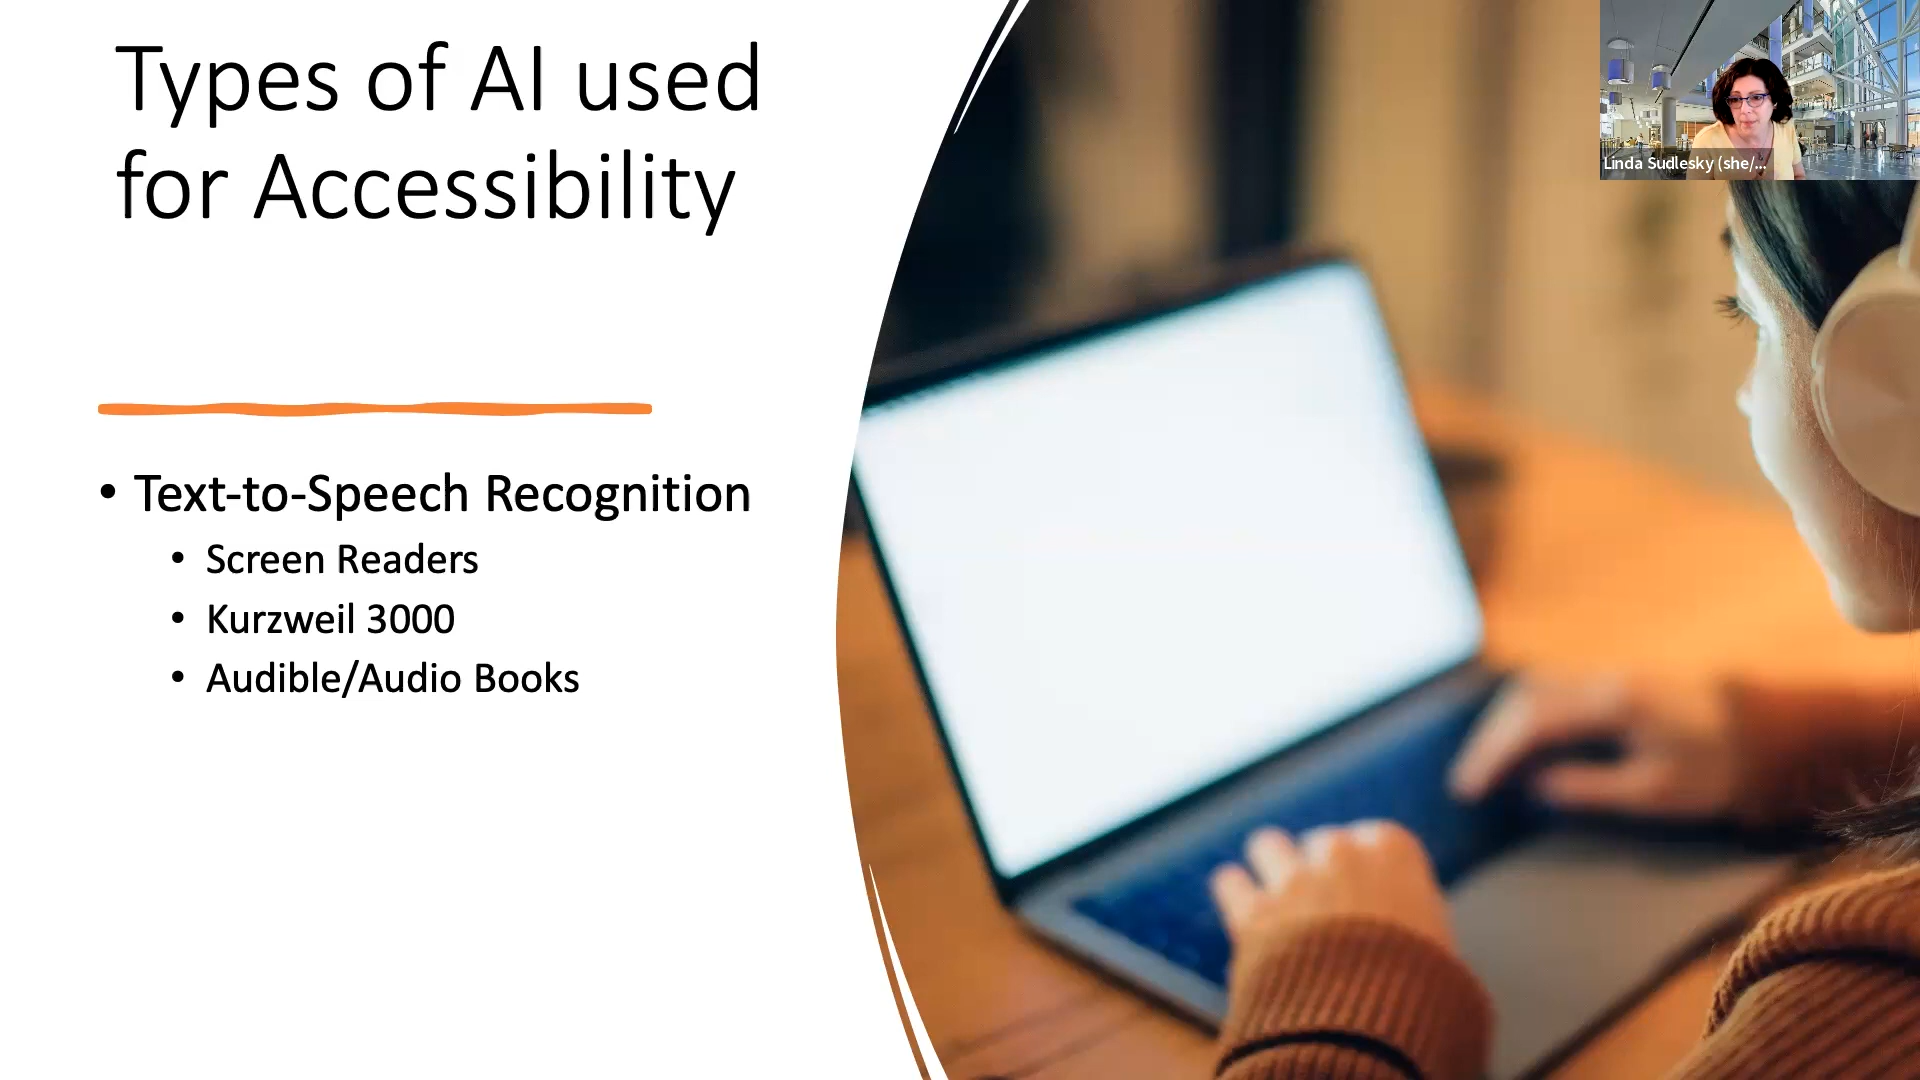 Types of AI used
for Accessibility
• Text-to-Speech Recognition
• Screen Readers
• Kurzweil 3000
• Audible/Audio Books
Linda Sudlesky (she/...